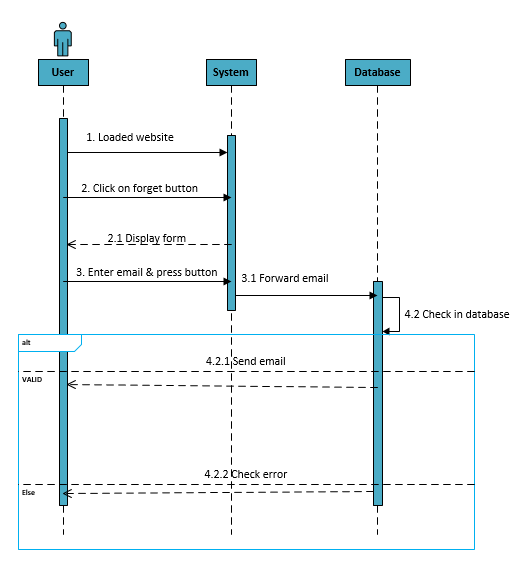 User
System
Database
1. Loaded website
2. Click on forget button
2.1 Display form
3. Enter email & press button
3.1 Forward email
4.2 Check in database
alt
4.2.1 Send email
VALID
4.2.2 Check error
Else